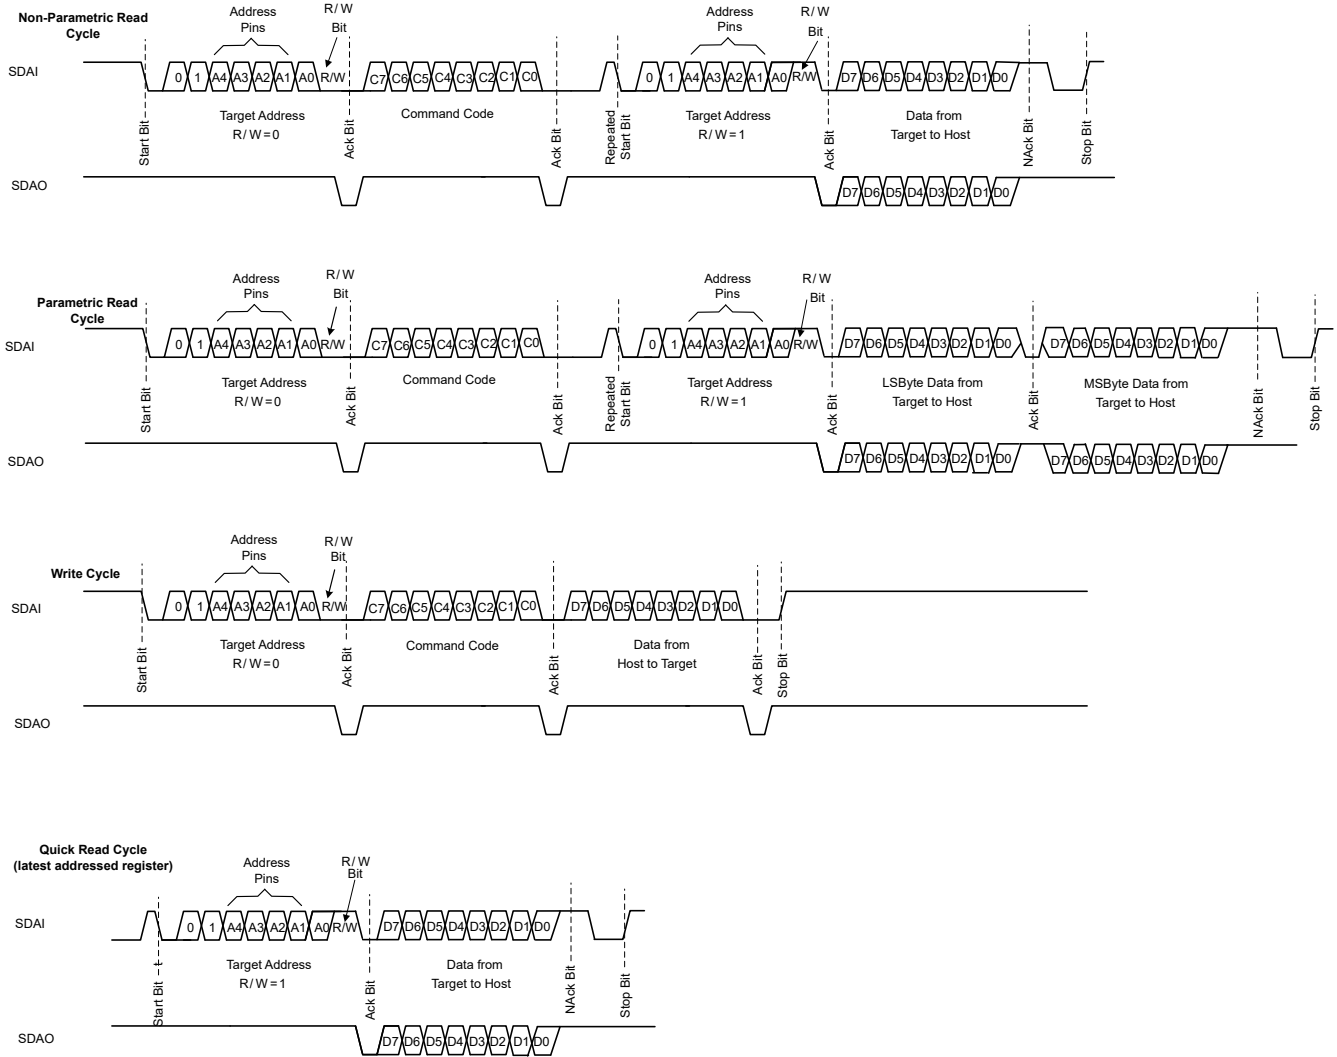 Non-Parametric Read
Cycle
Address
Pins
R/W
Bit
Address
Pins
R/W
Bit
SDAI
0 1 A4 A3 A2 A1 A0 R/W
C7 C6 C5 C4 C3 C2 C1 C0
0 1 A4 A3 A2 A1 A0 R/W
D7 D6 D5 D4 D3 D2 D1 D0
Start Bit
Target Address
R/W=0
Ack Bit
Command Code
Ack Bit
Repeated
Start Bit
Target Address
R/W=1
Ack Bit
Data from
Target to Host
NAck Bit
Stop Bit
SDAO
D7 D6 D5 D4 D3 D2 D1 D0
Parametric Read
Cycle
Address
Pins
R/W
Bit
Address
Pins
R/W
Bit
SDAI
0 1 A4 A3 A2 A1 A0 R/W
C7 C6 C5 C4 C3 C2 C1 C0
0 1 A4 A3 A2 A1 A0 R/W
D7 D6 D5 D4 D3 D2 D1 D0
D7 D6 D5 D4 D3 D2 D1 D0
Start Bit
Target Address
R/W=0
Ack Bit
Command Code
Ack Bit
Repeated
Start Bit
Target Address
R/W=1
Ack Bit
LSByte Data from
Target to Host
Ack Bit
MSByte Data from
Target to Host
NAck Bit
Stop Bit
SDAO
D7 D6 D5 D4 D3 D2 D1 D0
D7 D6 D5 D4 D3 D2 D1 D0
Write Cycle
Address
Pins
R/W
Bit
SDAI
0 1 A4 A3 A2 A1 A0 R/W
C7 C6 C5 C4 C3 C2 C1 C0
D7 D6 D5 D4 D3 D2 D1 D0
Start Bit
Target Address
R/W=0
Ack Bit
Command Code
Ack Bit
Data from
Host to Target
Ack Bit
Stop Bit
SDAO
Quick Read Cycle
(latest addressed register)
Address
Pins
R/W
Bit
SDAI
0 1 A4 A3 A2 A1 A0 R/W
D7 D6 D5 D4 D3 D2 D1 D0
Start Bit
t
Target Address
R/W=1
Ack Bit
Data from
Target to Host
NAck Bit
Stop Bit
SDAO
D7 D6 D5 D4 D3 D2 D1 D0